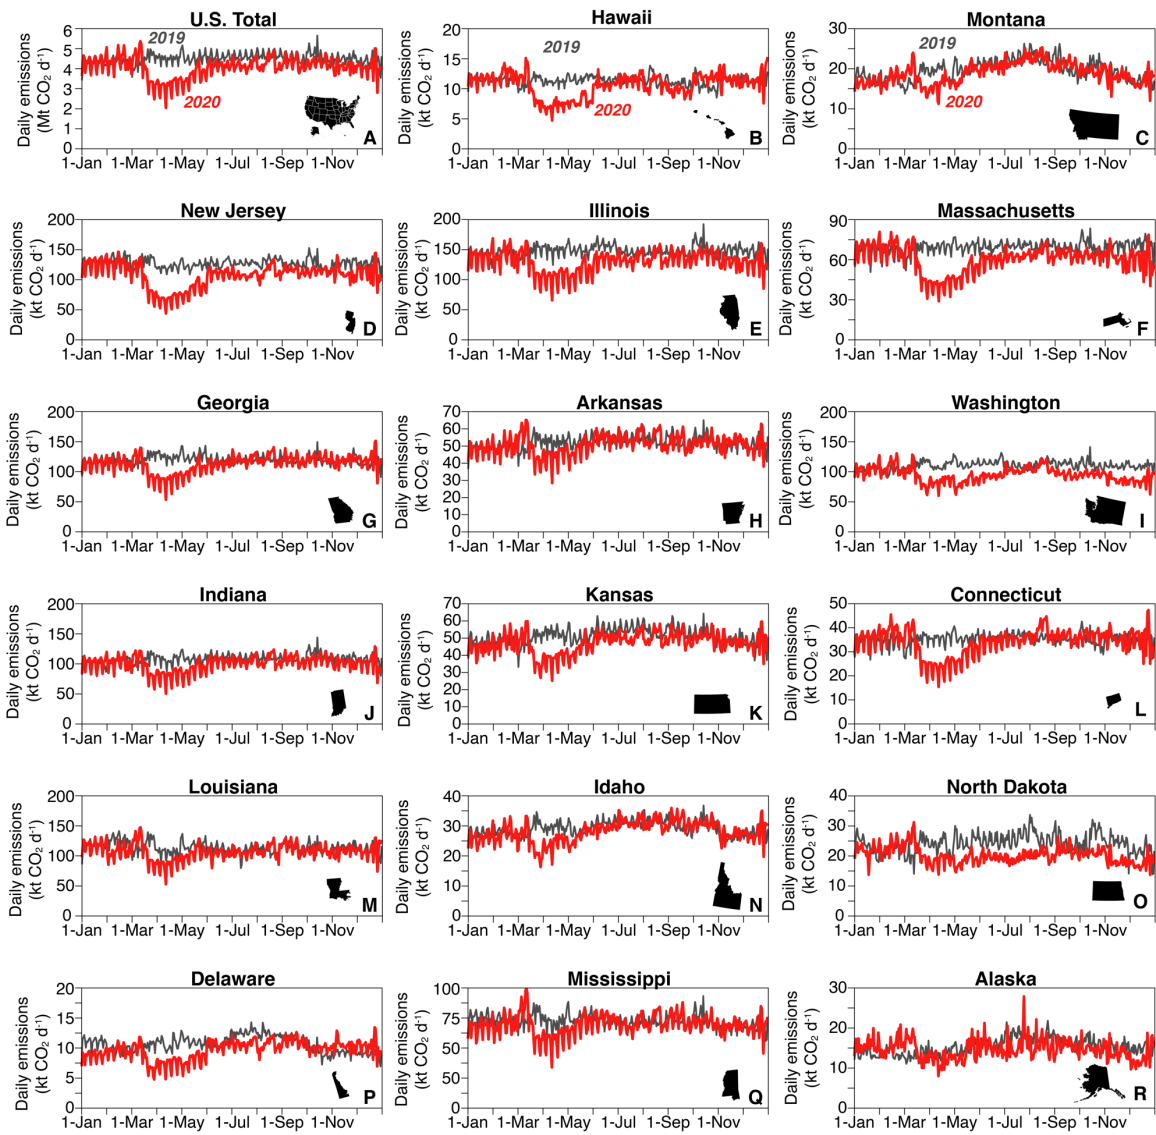 U.S. Total
Daily emissions
(Mt CO₂ d⁻¹)
6
5
4
3
2
1
0
2019
2020
A
1-Jan 1-Mar 1-May 1-Jul 1-Sep 1-Nov
Hawaii
Daily emissions
(kt CO₂ d⁻¹)
20
15
10
5
0
2019
2020
B
1-Jan 1-Mar 1-May 1-Jul 1-Sep 1-Nov
Montana
Daily emissions
(kt CO₂ d⁻¹)
30
20
10
0
2019
2020
C
1-Jan 1-Mar 1-May 1-Jul 1-Sep 1-Nov
New Jersey
Daily emissions
(kt CO₂ d⁻¹)
200
150
100
50
0
D
1-Jan 1-Mar 1-May 1-Jul 1-Sep 1-Nov
Illinois
Daily emissions
(kt CO₂ d⁻¹)
200
150
100
50
0
E
1-Jan 1-Mar 1-May 1-Jul 1-Sep 1-Nov
Massachusetts
Daily emissions
(kt CO₂ d⁻¹)
90
60
30
0
F
1-Jan 1-Mar 1-May 1-Jul 1-Sep 1-Nov
Georgia
Daily emissions
(kt CO₂ d⁻¹)
200
150
100
50
0
G
1-Jan 1-Mar 1-May 1-Jul 1-Sep 1-Nov
Arkansas
Daily emissions
(kt CO₂ d⁻¹)
70
60
50
40
30
20
10
0
H
1-Jan 1-Mar 1-May 1-Jul 1-Sep 1-Nov
Washington
Daily emissions
(kt CO₂ d⁻¹)
200
150
100
50
0
I
1-Jan 1-Mar 1-May 1-Jul 1-Sep 1-Nov
Indiana
Daily emissions
(kt CO₂ d⁻¹)
200
150
100
50
0
J
1-Jan 1-Mar 1-May 1-Jul 1-Sep 1-Nov
Kansas
Daily emissions
(kt CO₂ d⁻¹)
70
60
50
40
30
20
10
0
K
1-Jan 1-Mar 1-May 1-Jul 1-Sep 1-Nov
Connecticut
Daily emissions
(kt CO₂ d⁻¹)
50
40
30
20
10
0
L
1-Jan 1-Mar 1-May 1-Jul 1-Sep 1-Nov
Louisiana
Daily emissions
(kt CO₂ d⁻¹)
200
150
100
50
0
M
1-Jan 1-Mar 1-May 1-Jul 1-Sep 1-Nov
Idaho
Daily emissions
(kt CO₂ d⁻¹)
40
30
20
10
0
N
1-Jan 1-Mar 1-May 1-Jul 1-Sep 1-Nov
North Dakota
Daily emissions
(kt CO₂ d⁻¹)
40
30
20
10
0
O
1-Jan 1-Mar 1-May 1-Jul 1-Sep 1-Nov
Delaware
Daily emissions
(kt CO₂ d⁻¹)
20
15
10
5
0
P
1-Jan 1-Mar 1-May 1-Jul 1-Sep 1-Nov
Mississippi
Daily emissions
(kt CO₂ d⁻¹)
100
75
50
50
0
Q
1-Jan 1-Mar 1-May 1-Jul 1-Sep 1-Nov
Alaska
Daily emissions
(kt CO₂ d⁻¹)
30
20
10
0
R
1-Jan 1-Mar 1-May 1-Jul 1-Sep 1-Nov